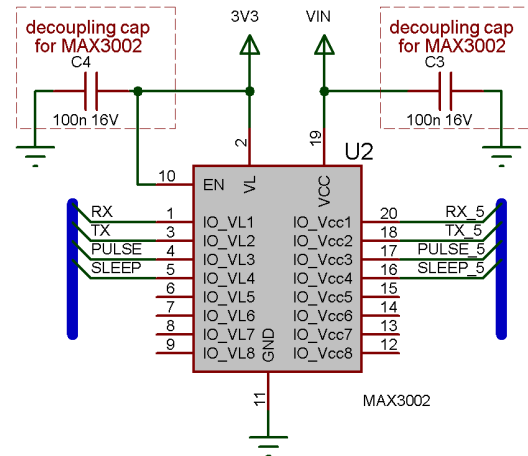 decoupling cap
for MAX3002
C4
100n 16V
3V3
VIN
decoupling cap
for MAX3002
C3
100n 16V
2
19
U2
10
EN
VL
VCC
RX
1
IO_VL1
IO_Vcc1
20
RX_5
TX
3
IO_VL2
IO_Vcc2
18
TX_5
PULSE
4
IO_VL3
IO_Vcc3
17
PULSE_5
SLEEP
5
IO_VL4
IO_Vcc4
16
SLEEP_5
6
IO_VL5
IO_Vcc5
15
7
IO_VL6
IO_Vcc6
14
8
IO_VL7
IO_Vcc7
13
9
IO_VL8
IO_Vcc8
12
GND
11
MAX3002